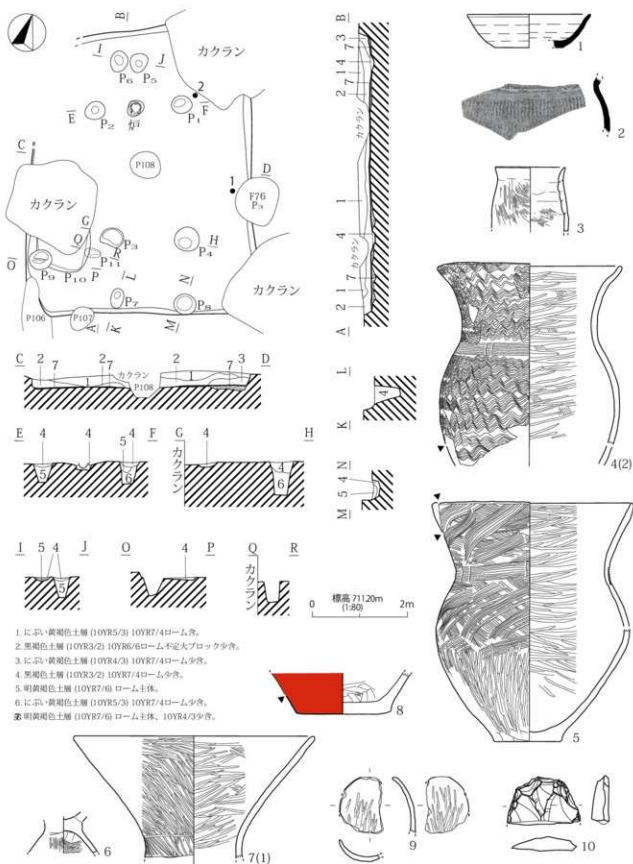 B
カクラン
I
J
P6 P5
2
E
P2
炉
P1
F
C
P108
1
D
カクラン
F76
P3
G
Q
O
P9
P10
P11
P
R
P3
P4
H
L
N
P7
P8
カクラン
P106
P107
A
K
M
B
3
7
1
4
1
7
2
カクラン
1
4
1
7
1
2
A
C 2 7 1 2 7 カクラン 2 1 7 3 D
P108
E 4 4 5 4 F
5 6
G 4 H
カクラン
4
6
L
4
K
N
4
5
M
I 5 4 J
5
O 4 P
Q R
カクラン
標高 711.20m
0 (1:80) 2m
1. にぶい黄褐色土層 (10YR5/3) 10YR7/4ローム含。
2. 黒褐色土層 (10YR3/2) 10YR6/6ローム不定大ブロック少含。
3. にぶい黄褐色土層 (10YR4/3) 10YR7/4ローム少含。
4. 黒褐色土層 (10YR3/2) 10YR7/4ローム少含。
5. 明黄褐色土層 (10YR7/6) ローム主体。
6. にぶい黄褐色土層 (10YR5/3) 10YR7/4ローム少含。
明黄褐色土層 (10YR7/6) ローム主体、10YR4/3少含。
1
2
3
4(2)
5
6
7(1)
8
9
10